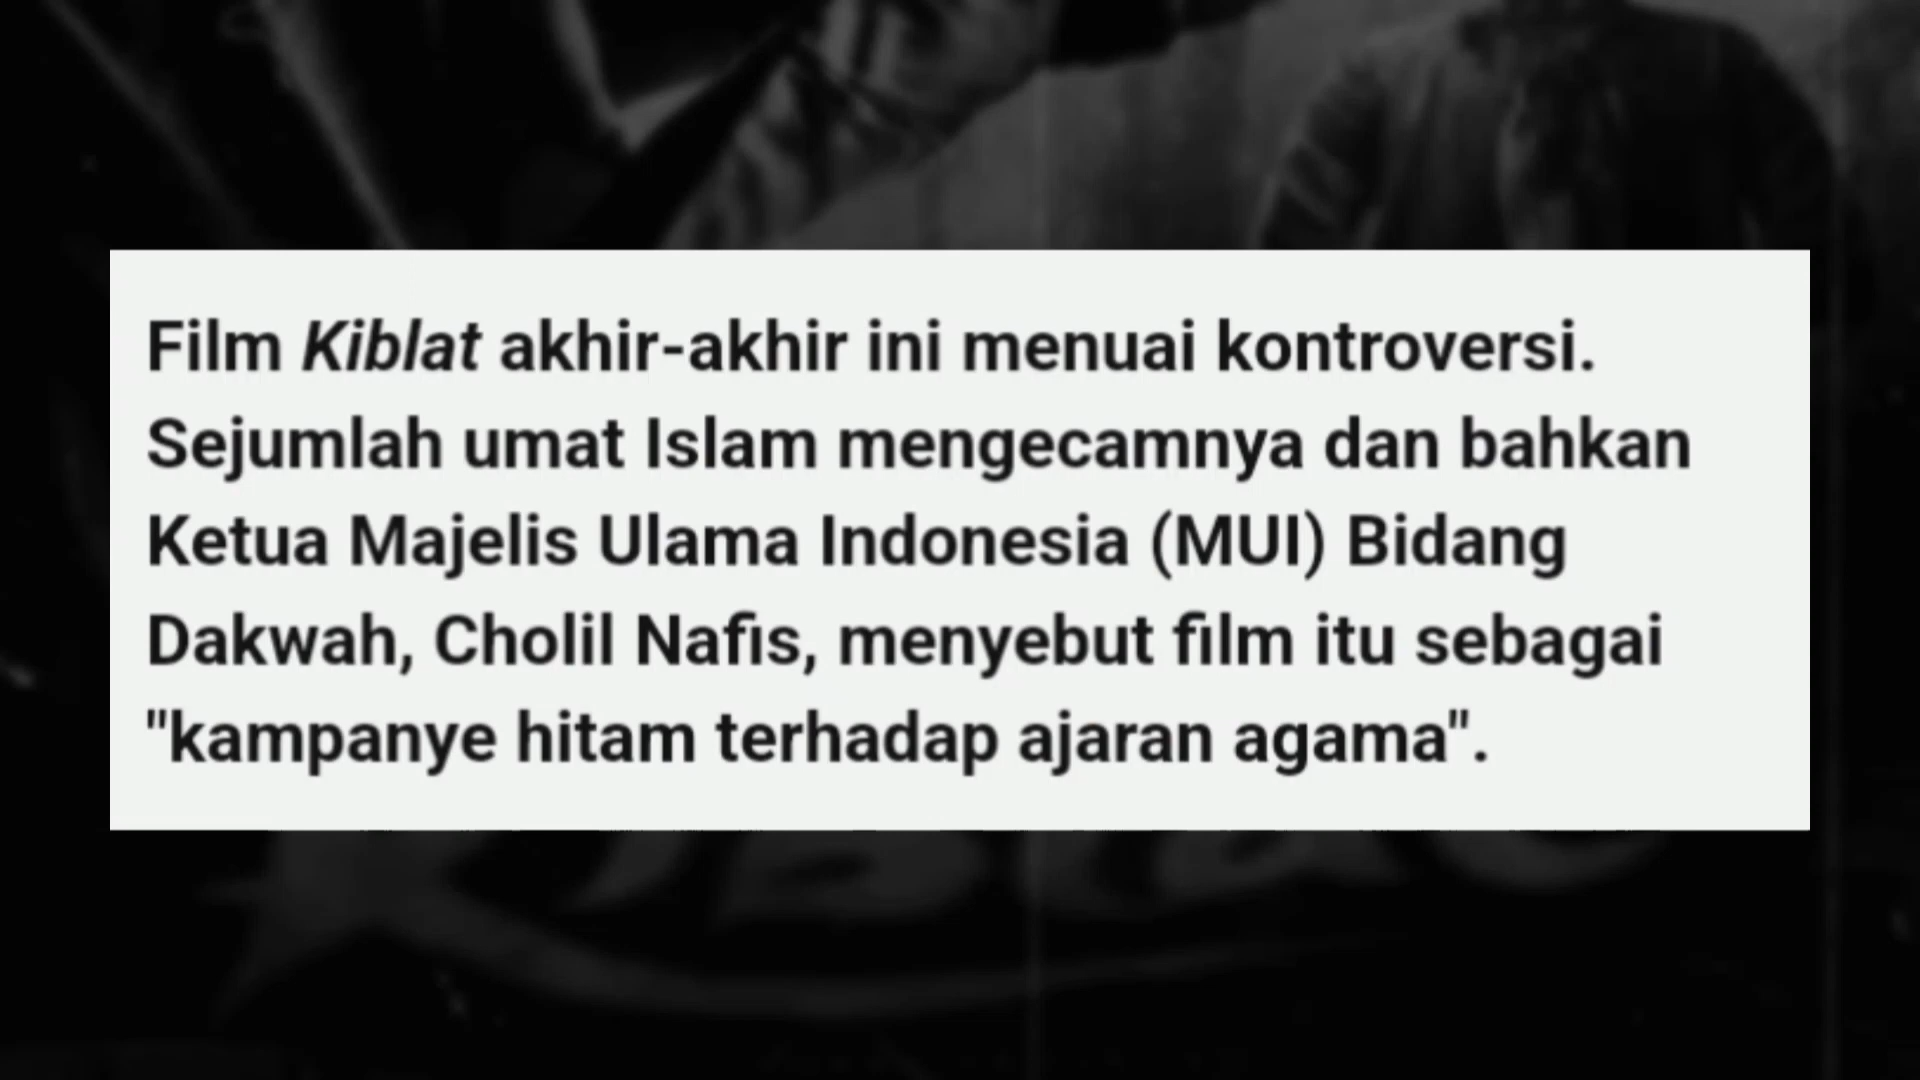 Film Kiblat akhir-akhir ini menuai kontroversi.
Sejumlah umat Islam mengecamnya dan bahkan
Ketua Majelis Ulama Indonesia (MUI) Bidang
Dakwah, Cholil Nafis, menyebut film itu sebagai
"kampanye hitam terhadap ajaran agama".